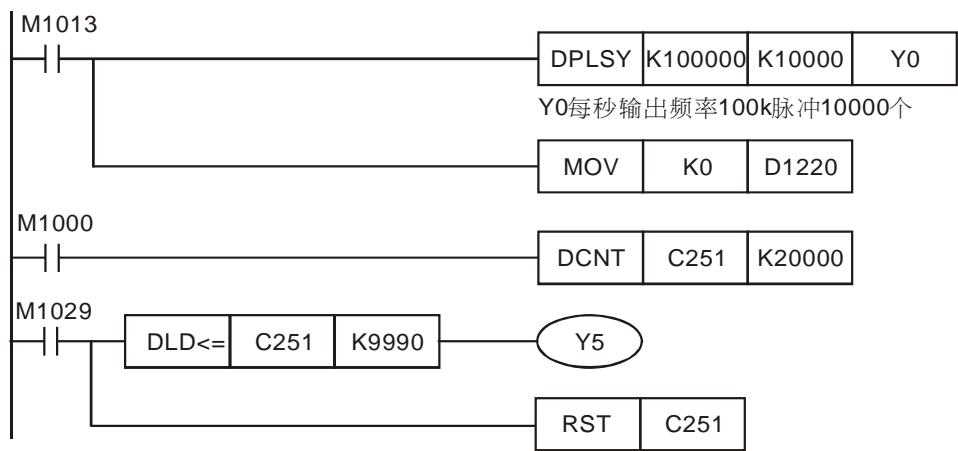 M1013
DPLSY K100000 K10000 Y0
Y0每秒输出频率100k脉冲10000个
MOV K0 D1220
M1000
DCNT C251 K20000
M1029
DLD<= C251 K9990 Y5
RST C251